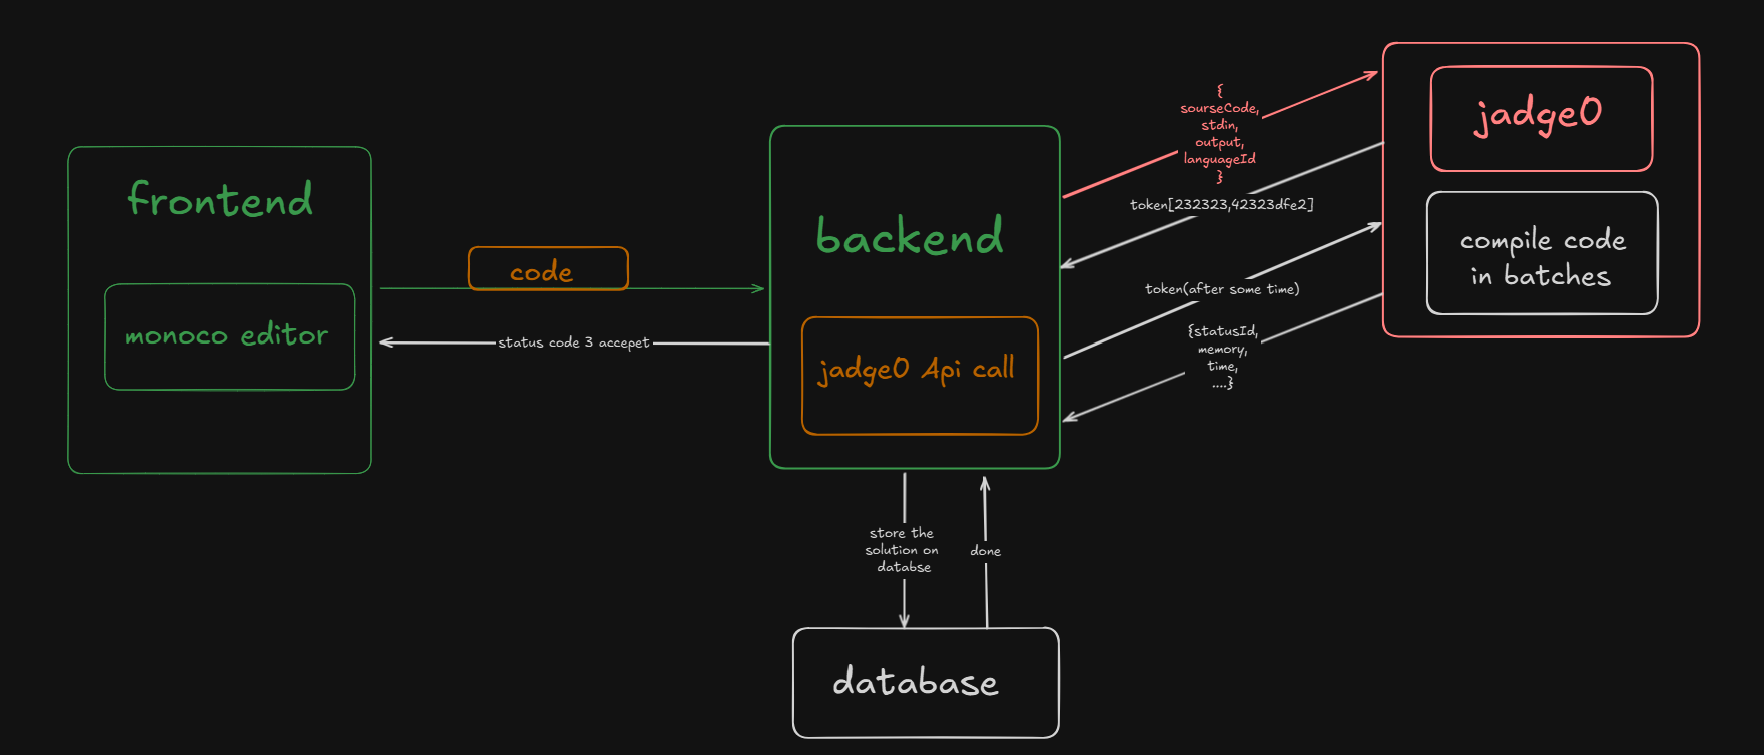 frontend
monoco editor
code
status code 3 accepet
backend
jadge0 Api call
{
sourseCode,
stdin,
output,
languageId
}
token[232323,42323dfe2]
token(after some time)
{statusId,
memory,
time,
....}
jadge0
compile code
in batches
store the
solution on
databse
done
database